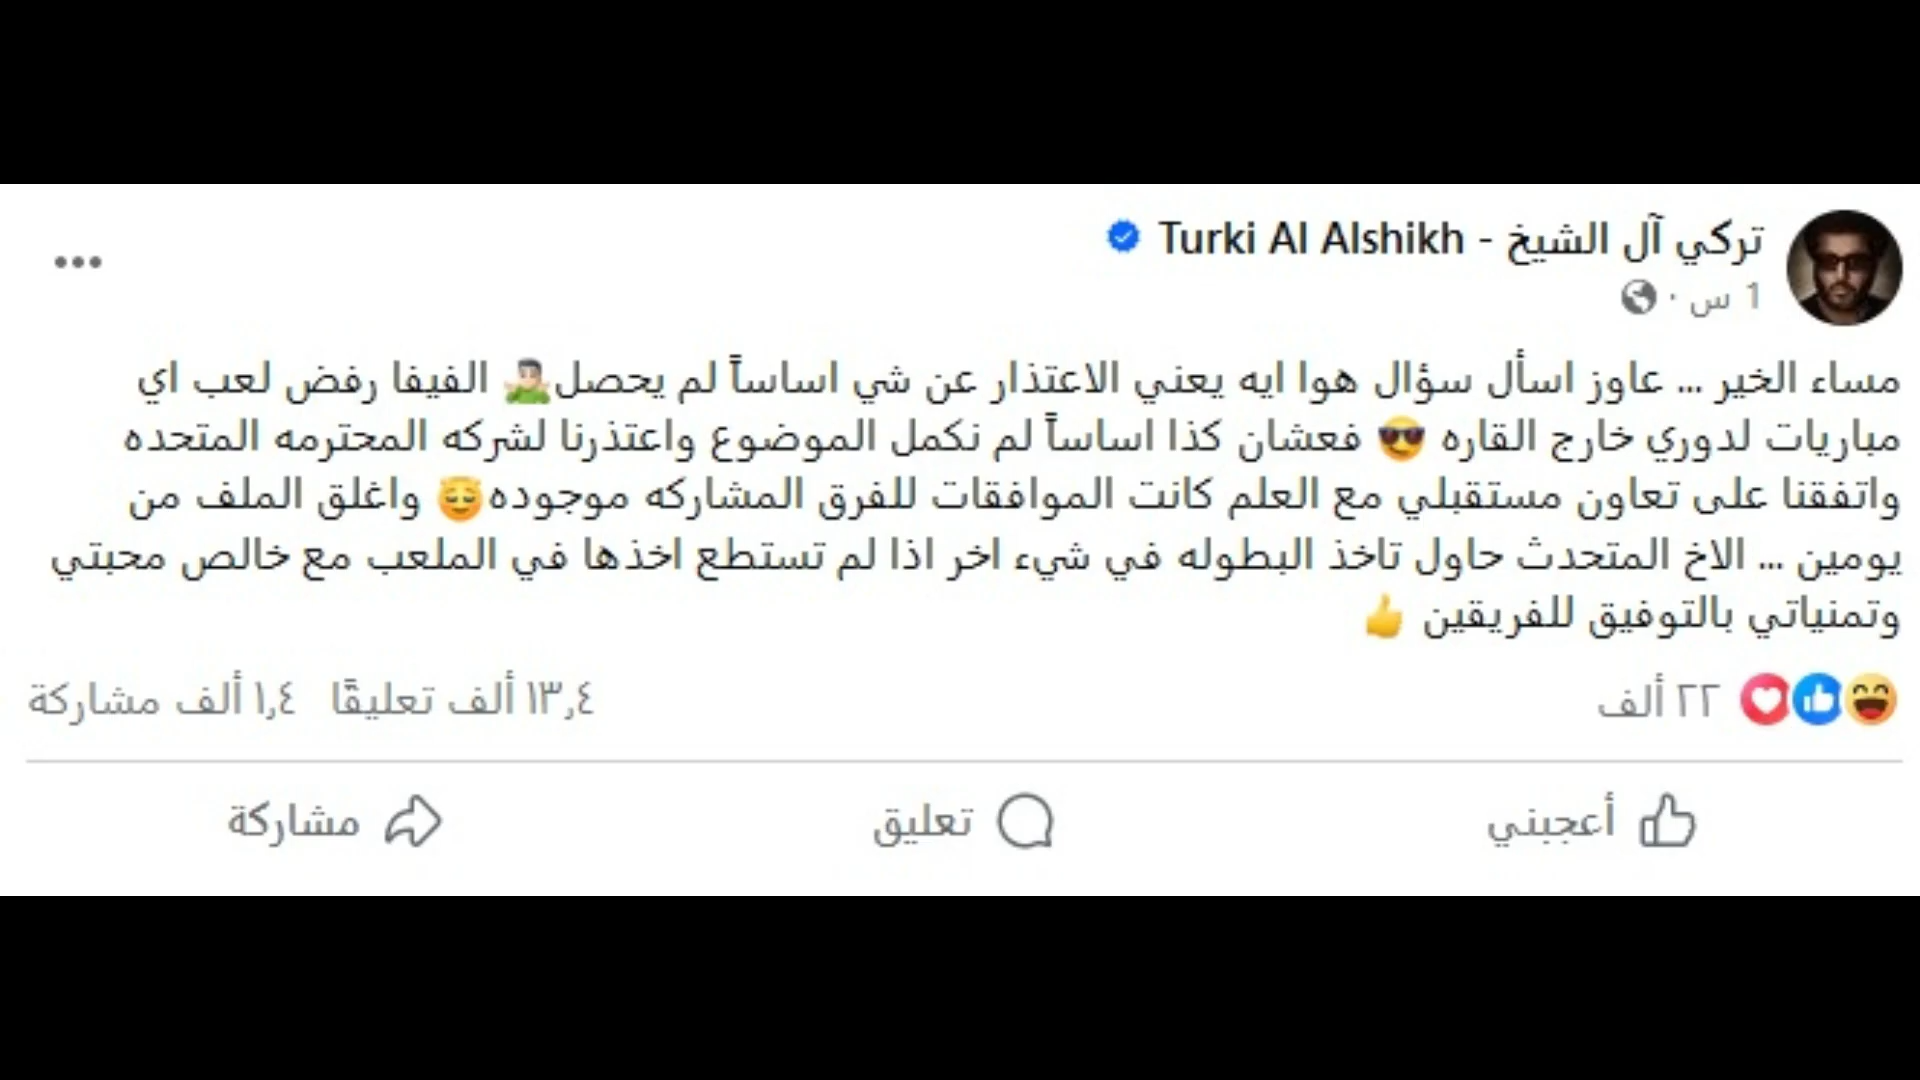 تركي آل الشيخ - Turki Al Alshikh
1 س ·
مساء الخير ... عاوز اسأل سؤال هوا ايه يعني الاعتذار عن شي اساساً لم يحصل🤷🏻‍♂️ الفيفا رفض لعب اي
مباريات لدوري خارج القاره 😎 فعشان كذا اساساً لم نكمل الموضوع واعتذرنا لشركه المحترمه المتحده
واتفقنا على تعاون مستقبلي مع العلم كانت الموافقات للفرق المشاركه موجوده😇 واغلق الملف من
يومين ... الاخ المتحدث حاول تاخذ البطوله في شيء اخر اذا لم تستطع اخذها في الملعب مع خالص محبتي
وتمنياتي بالتوفيق للفريقين 👍
٢٢ ألف ١٣,٤ ألف تعليقًا ١,٤ ألف مشاركة
أعجبني تعليق مشاركة